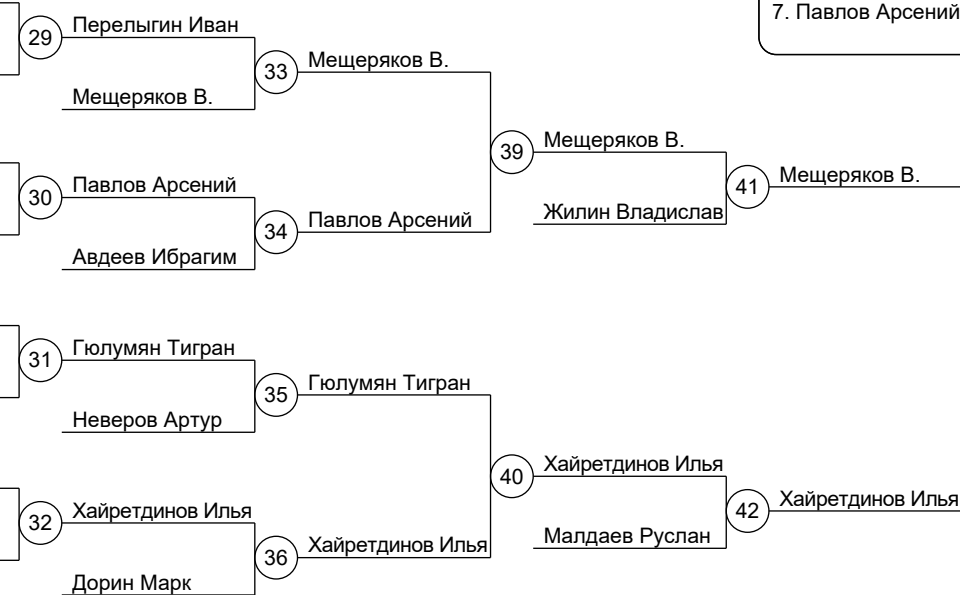 7. Павлов Арсений
29
Перелыгин Иван
33
Мещеряков В.
Мещеряков В.
39
Мещеряков В.
41
Мещеряков В.
30
Павлов Арсений
34
Павлов Арсений
Жилин Владислав
Авдеев Ибрагим
31
Гюлумян Тигран
35
Гюлумян Тигран
Неверов Артур
40
Хайретдинов Илья
42
Хайретдинов Илья
32
Хайретдинов Илья
36
Хайретдинов Илья
Малдаев Руслан
Дорин Марк